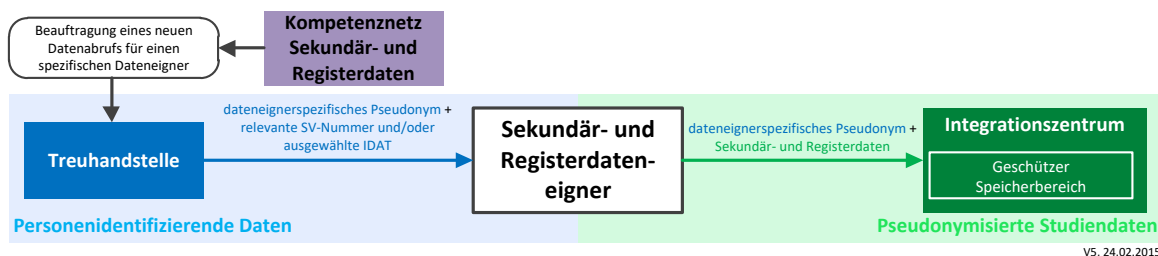 Beauftragung eines neuen
Datenabrufs für einen
spezifischen Dateneigner
Kompetenznetz
Sekundär- und
Registerdaten
Treuhandstelle
dateneignerspezifisches Pseudonym +
relevante SV-Nummer und/oder
ausgewählte IDAT
Sekundär- und
Registerdaten-
eigner
dateneignerspezifisches Pseudonym +
Sekundär- und Registerdaten
Integrationszentrum
Geschützer
Speicherbereich
Personenidentifizierende Daten
Pseudonymisierte Studiendaten
V5, 24.02.2015